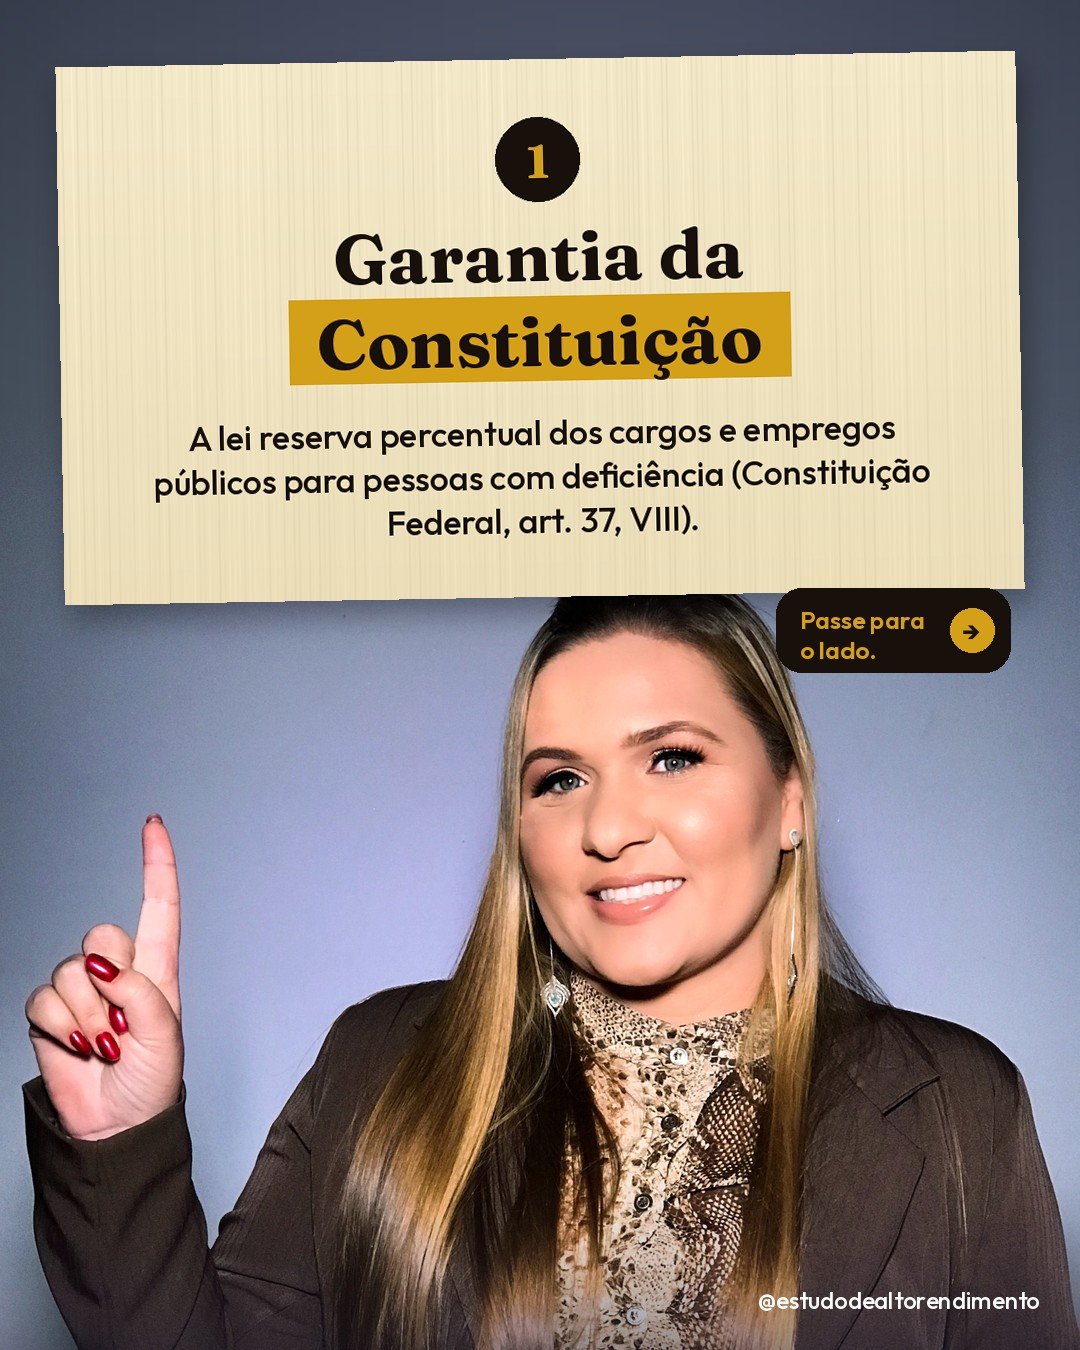 1
Garantia da
Constituição
A lei reserva percentual dos cargos e empregos
públicos para pessoas com deficiência (Constituição
Federal, art. 37, VIII).
Passe para
o lado.
@estudodealtorendimento